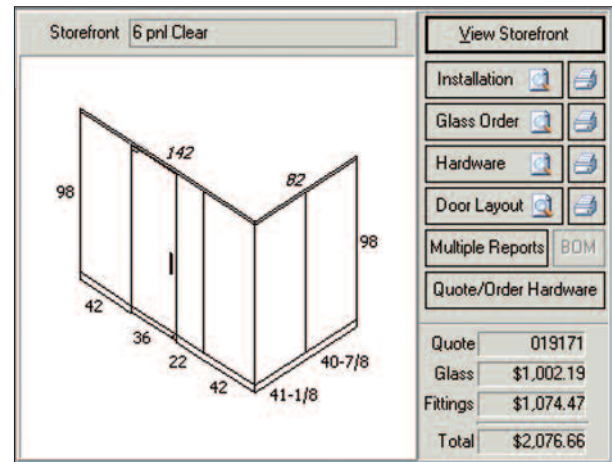 Storefront 6 pnl Clear
View Storefront
Installation
Glass Order
Hardware
Door Layout
Multiple Reports BOM
Quote/Order Hardware
142
82
98
98
42
36
22
42
41-1/8
40-7/8
Quote 019171
Glass $1,002.19
Fittings $1,074.47
Total $2,076.66